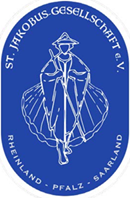 ST. JAKOBUS-GESELLSCHAFT e.V.
RHEINLAND - PFALZ - SAARLAND